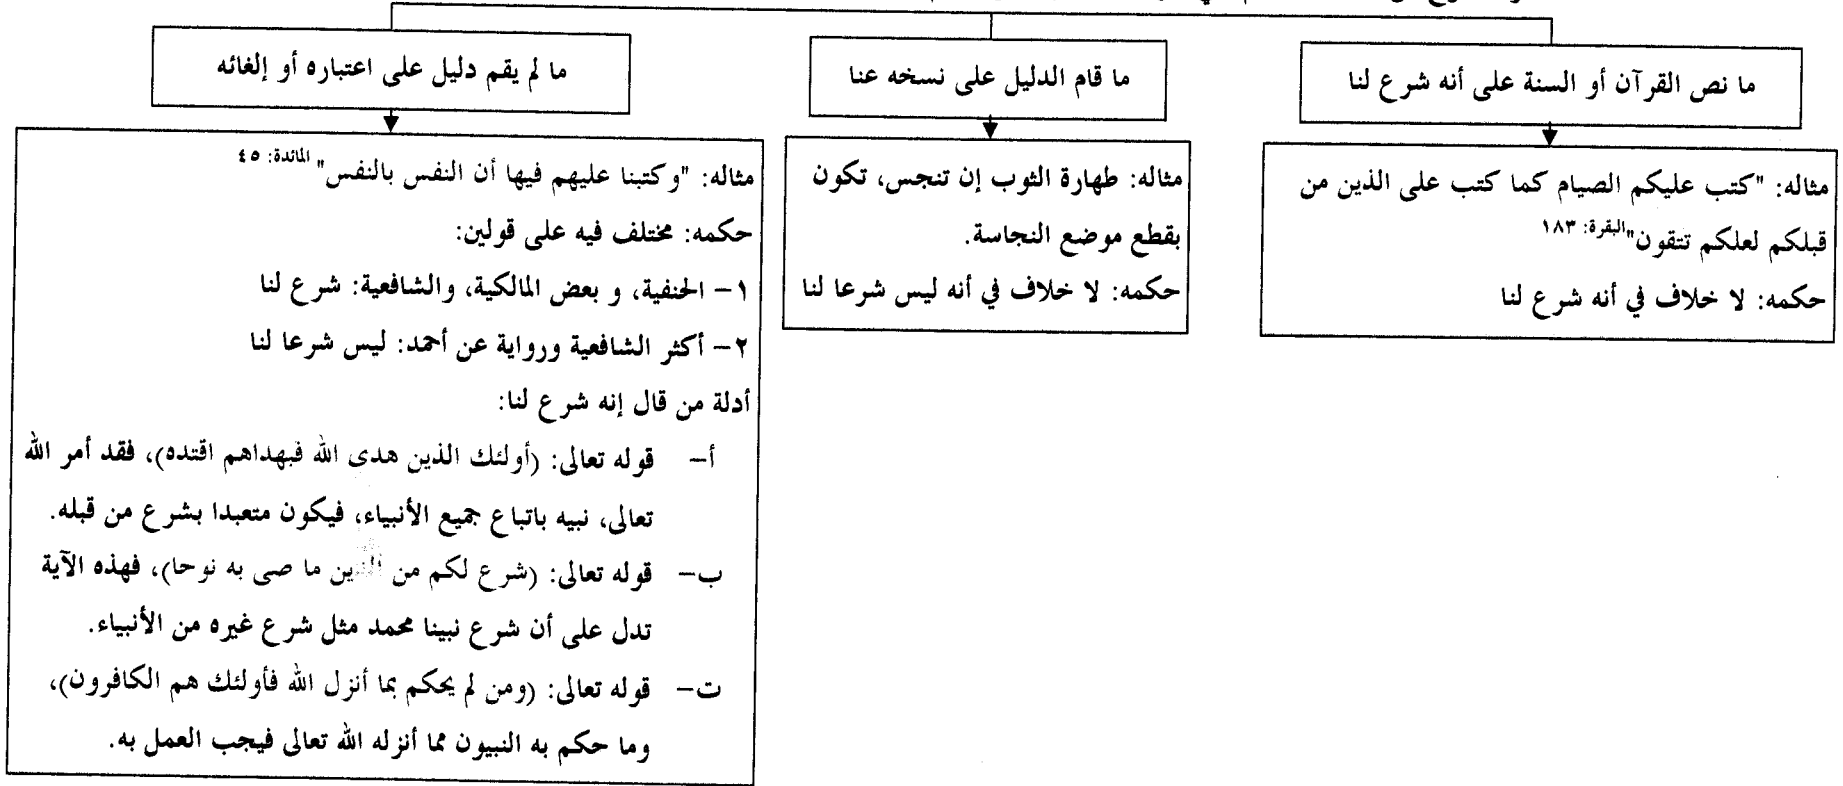 ما نص القرآن أو السنة على أنه شرع لنا
مثاله: "كتب عليكم الصيام كما كتب على الذين من
قبلكم لعلكم تتقون" البقرة: ١٨٣
حكمه: لا خلاف في أنه شرع لنا
ما قام الدليل على نسخه عنا
مثاله: طهارة الثوب إن تنجس، تكون
بقطع موضع النجاسة.
حكمه: لا خلاف في أنه ليس شرعا لنا
ما لم يقم دليل على اعتباره أو إلغائه
مثاله: "وكتبنا عليهم فيها أن النفس بالنفس" المائدة: ٤٥
حكمه: مختلف فيه على قولين:
١- الحنفية، و بعض المالكية، والشافعية: شرع لنا
٢- أكثر الشافعية ورواية عن أحمد: ليس شرعا لنا
أدلة من قال إنه شرع لنا:
أ- قوله تعالى: (أولئك الذين هدى الله فبهداهم اقتده)، فقد أمر الله
تعالى، نبيه باتباع جميع الأنبياء، فيكون متعبدا بشرع من قبله.
ب- قوله تعالى: (شرع لكم من الدين ما صى به نوحا)، فهذه الآية
تدل على أن شرع نبينا محمد مثل شرع غيره من الأنبياء.
ت- قوله تعالى: (ومن لم يحكم بما أنزل الله فأولئك هم الكافرون)،
وما حكم به النبيون مما أنزله الله تعالى فيجب العمل به.